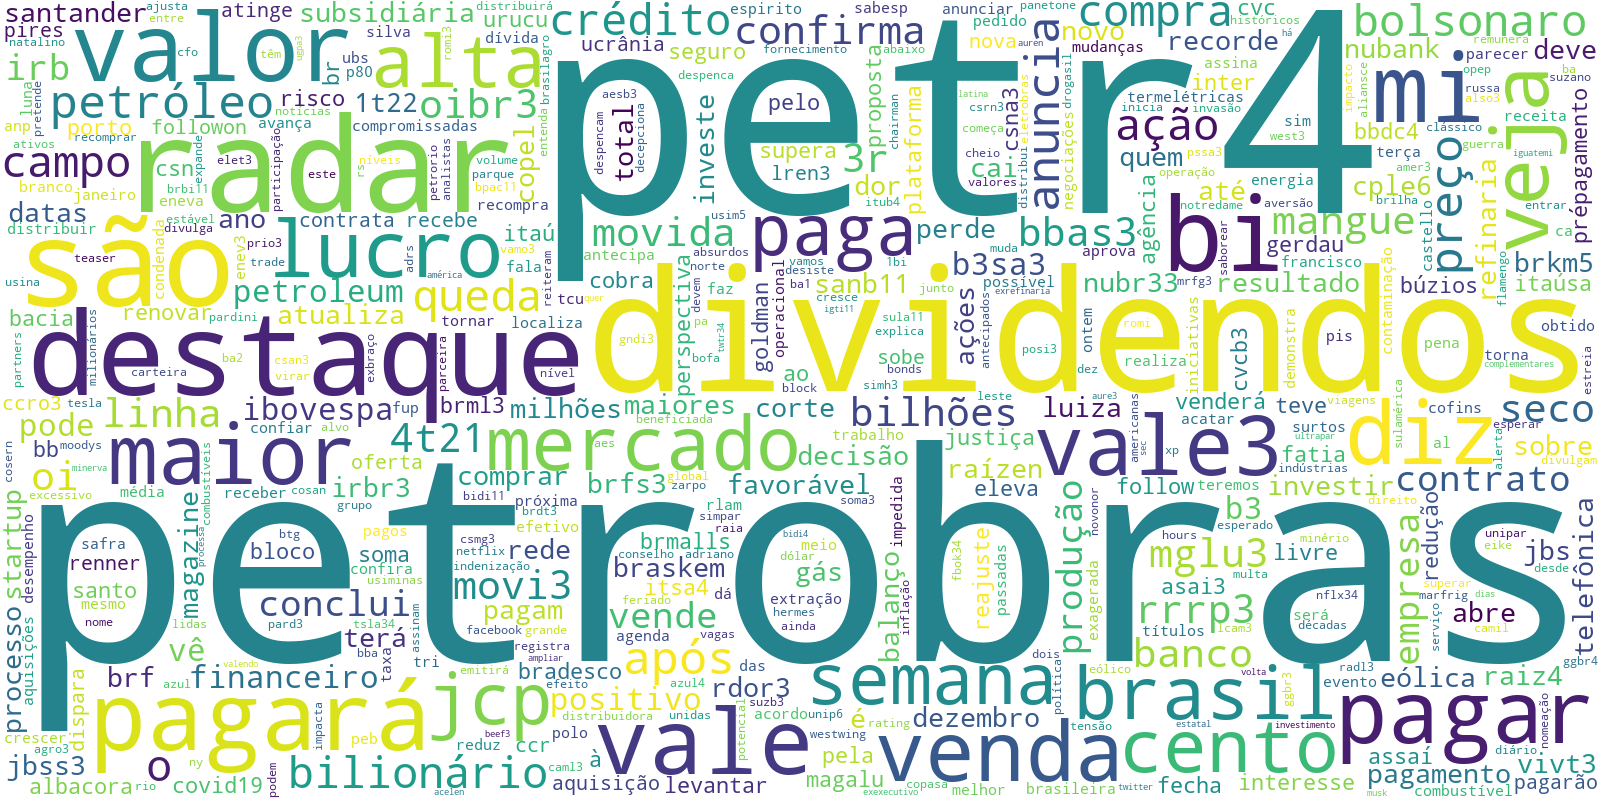 santander
atinge
subsidiária
entre
ajusta
distribuirá
crédito
espirito
sabesp
anunciar
pedido
panetone
compra
cvc
históricos
há
bolsonaro
pires
natalino
cfo
têm
ugpa3
romi3
silva
dívida
urucu
ucrânia
confirma
fornecimento
abaixo
auren
novo
nova
seguro
mudanças
recorde
remunera
nubank
parecer
deve
irb
valor
br
ubs
p80
alta
petr4
despenca
anuncia
assina
impacto
aliansce
opep
russa
suzano
ba
petróleo
risco
1t22
oibr3
aesb3
pelo
investe
proposta
drogasil
chairman
latina
csrn3
eletrobras
invasão
inter
termelétricas
inicia
mi
also3
veja
receita
luna
pretende
anp
porto
notícias
avança
followon
compromissadas
brasilagro
entenda
copel
despencam
total
decepciona
supera
lren3
3r
plataforma
começa
csna3
ação
sim
west3
bbdc4
clássico
guerra
ativos
recomprar
expande
elet3
participação
rs
níveis
volume
petrorio
analistas
dor
cai
cheio
distribui
negociações
quem
pssa3
terça
amer3
iguatemi
campo
csn
radar
este
parque
valores
itub4
operação
energia
até
cple6
preço
refinaria
prépagamento
branco
janeiro
brbi11
eneva
bpac11
recompra
agência
notredame
aversão
brilha
entrar
datas
distribuir
ano
estável
divulga
contrata
recebe
itaú
movida
usim5
paga
perde
bbas3
bi
mangue
castello
ca
teaser
são
condenada
enev3
prio3
trade
vamo3
lucro
adrs
américa
fala
reiteram
antecipa
absurdos
norte
vamos
desiste
muda
aprova
gerdau
saborear
francisco
flamengo
brkm5
usina
petroleum
queda
tcu
quer
cobra
perspectiva
faz
ba1
1bi
possível
b3sa3
nubr33
mrfg3
resultado
búzios
itaúsa
bacia
renovar
pardini
atualiza
tornar
localiza
devem
goldman
operacional
sanb11
cresce
junto
exrefinaria
igti11
ações
antecipados
ontem
iniciativas
demonstra
contaminação
obtido
partners
milionários
destaque
ba2
csan3
virar
carteira
exbraço
parceira
nível
gndi3
pa
bofa
twtr34
dividendos
sula11
explica
sobe
bonds
posi3
realiza
romi
pis
pena
torna
estreia
ccro3
tesla
linha
ibovespa
fup
brml3
milhões
maiores
ao
block
simh3
corte
leste
aure3
dez
cvcb3
viagens
complementares
pode
confiar
alvo
4t21
beneficiada
bilhões
luiza
americanas
sec
venderá
acatar
teve
surtos
cofins
sulamérica
esperar
seco
bb
moodys
cosern
minerva
maior
mercado
aes
trabalho
decisão
justiça
vale3
xp
fatia
ultrapar
indústrias
diz
al
alerta
sobre
divulgam
oi
excessivo
média
combustíveis
receber
cosan
oferta
irbr3
grupo
comprar
bidi11
próxima
brfs3
global
zarpo
favorável
raízen
eleva
follow
teremos
investir
direito
contrato
startup
magazine
processa
safra
renner
btg
bloco
pagos
efetivo
csmg3
netflix
brdt3
rede
rlam
simpar
raia
soma3
bidi4
impedida
b3
esperado
minério
unipar
eike
desempenho
santo
mesmo
nome
lidas
soma
confira
usiminas
indenização
petrobras
brmalls
conselho
adriano
dólar
meio
balanço
inflação
fbok34
reajuste
passadas
novonor
produção
hours
mglu3
livre
multa
empresa
redução
jbs
desde
superar
dias
conclui
pard3
tsla34
feriado
movi3
braskem
itsa4
dá
gás
extração
exagerada
asai3
nflx34
serviço
marfrig
abre
camil
telefônica
processo
vê
terá
assinam
pagam
facebook
grande
registra
ampliar
vende
agenda
vagas
hermes
ainda
rrrp3
será
títulos
lcam3
décadas
aquisições
brf
valendo
financeiro
bba
taxa
tri
emitirá
bradesco
após
das
semana
dois
política
eólico
banco
radl3
evento
volta
eólica
ggbr4
raiz4
crescer
dispara
azul
pagará
impacta
jcp
efeito
positivo
azul4
rdor3
suzb3
brasil
ggbr3
pagar
nomeação
agro3
jbss3
o
peb
ny
reduz
ccr
beef3
distribuidora
unidas
polo
potencial
acordo
unip6
é
rating
dezembro
tensão
estatal
cento
investimento
assaí
diário
vivt3
albacora
rio
covid19
podem
bilionário
acelen
caml3
à
aquisição
vale
levantar
westwing
pela
magalu
exexecutivo
copasa
venda
melhor
brasileira
twitter
fecha
interesse
musk
pagamento
combustível
pagarão